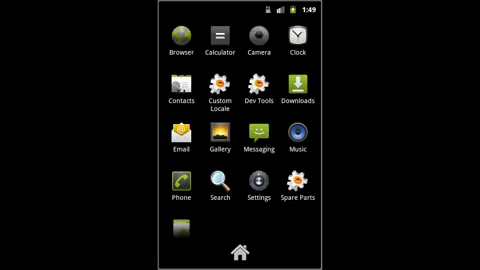 1:49
Browser Calculator Camera Clock
Contacts Custom Locale Dev Tools Downloads
Email Gallery Messaging Music
Phone Search Settings Spare Parts